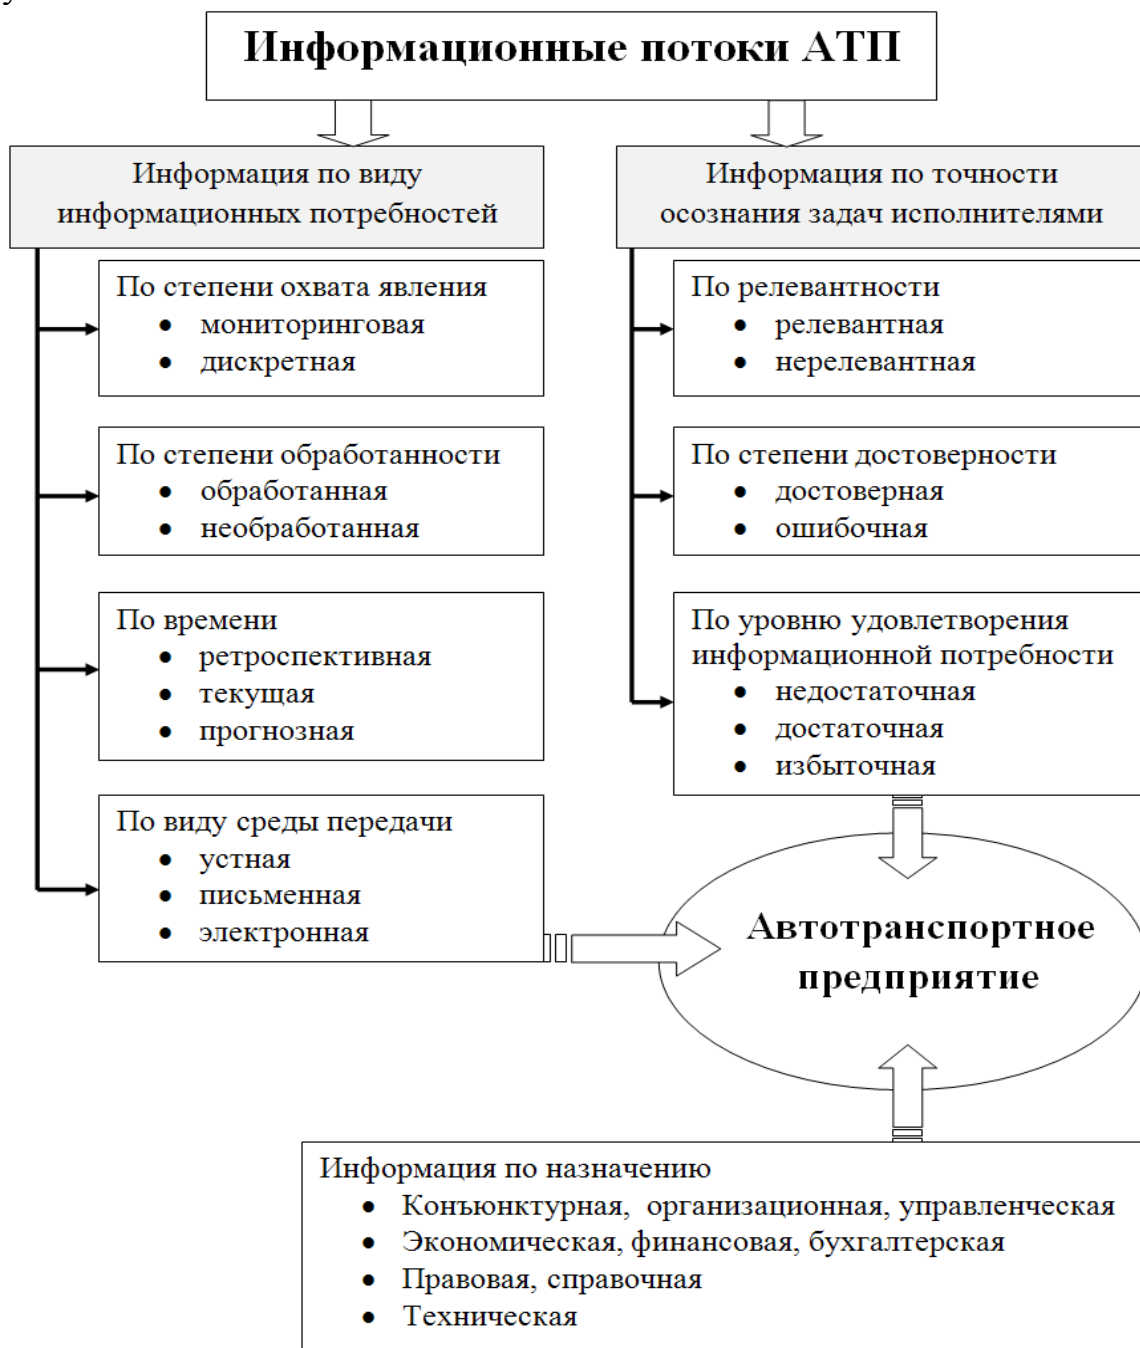 Информационные потоки АТП
Информация по виду
информационных потребностей
По степени охвата явления
• мониторинговая
• дискретная
По степени обработанности
• обработанная
• необработанная
По времени
• ретроспективная
• текущая
• прогнозная
По виду среды передачи
• устная
• письменная
• электронная
Информация по точности
осознания задач исполнителями
По релевантности
• релевантная
• нерелевантная
По степени достоверности
• достоверная
• ошибочная
По уровню удовлетворения
информационной потребности
• недостаточная
• достаточная
• избыточная
Автотранспортное
предприятие
Информация по назначению
• Конъюнктурная, организационная, управленческая
• Экономическая, финансовая, бухгалтерская
• Правовая, справочная
• Техническая